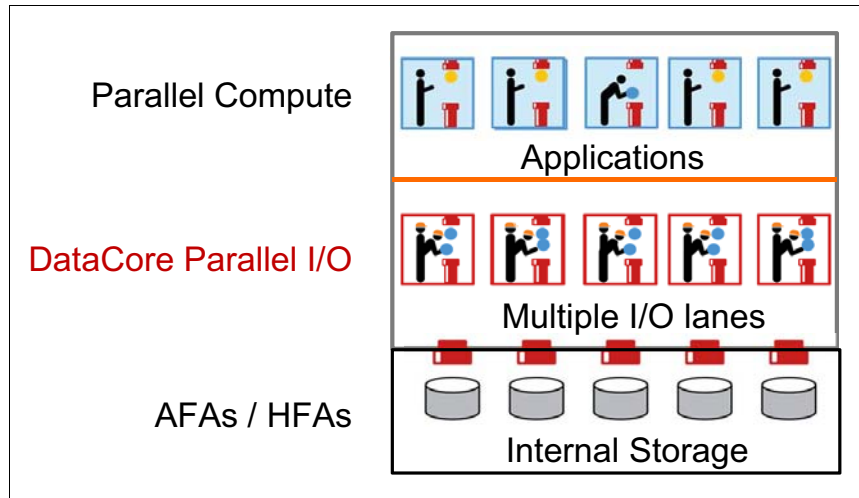 Parallel Compute
Applications
DataCore Parallel I/O
Multiple I/O lanes
AFAs / HFAs
Internal Storage